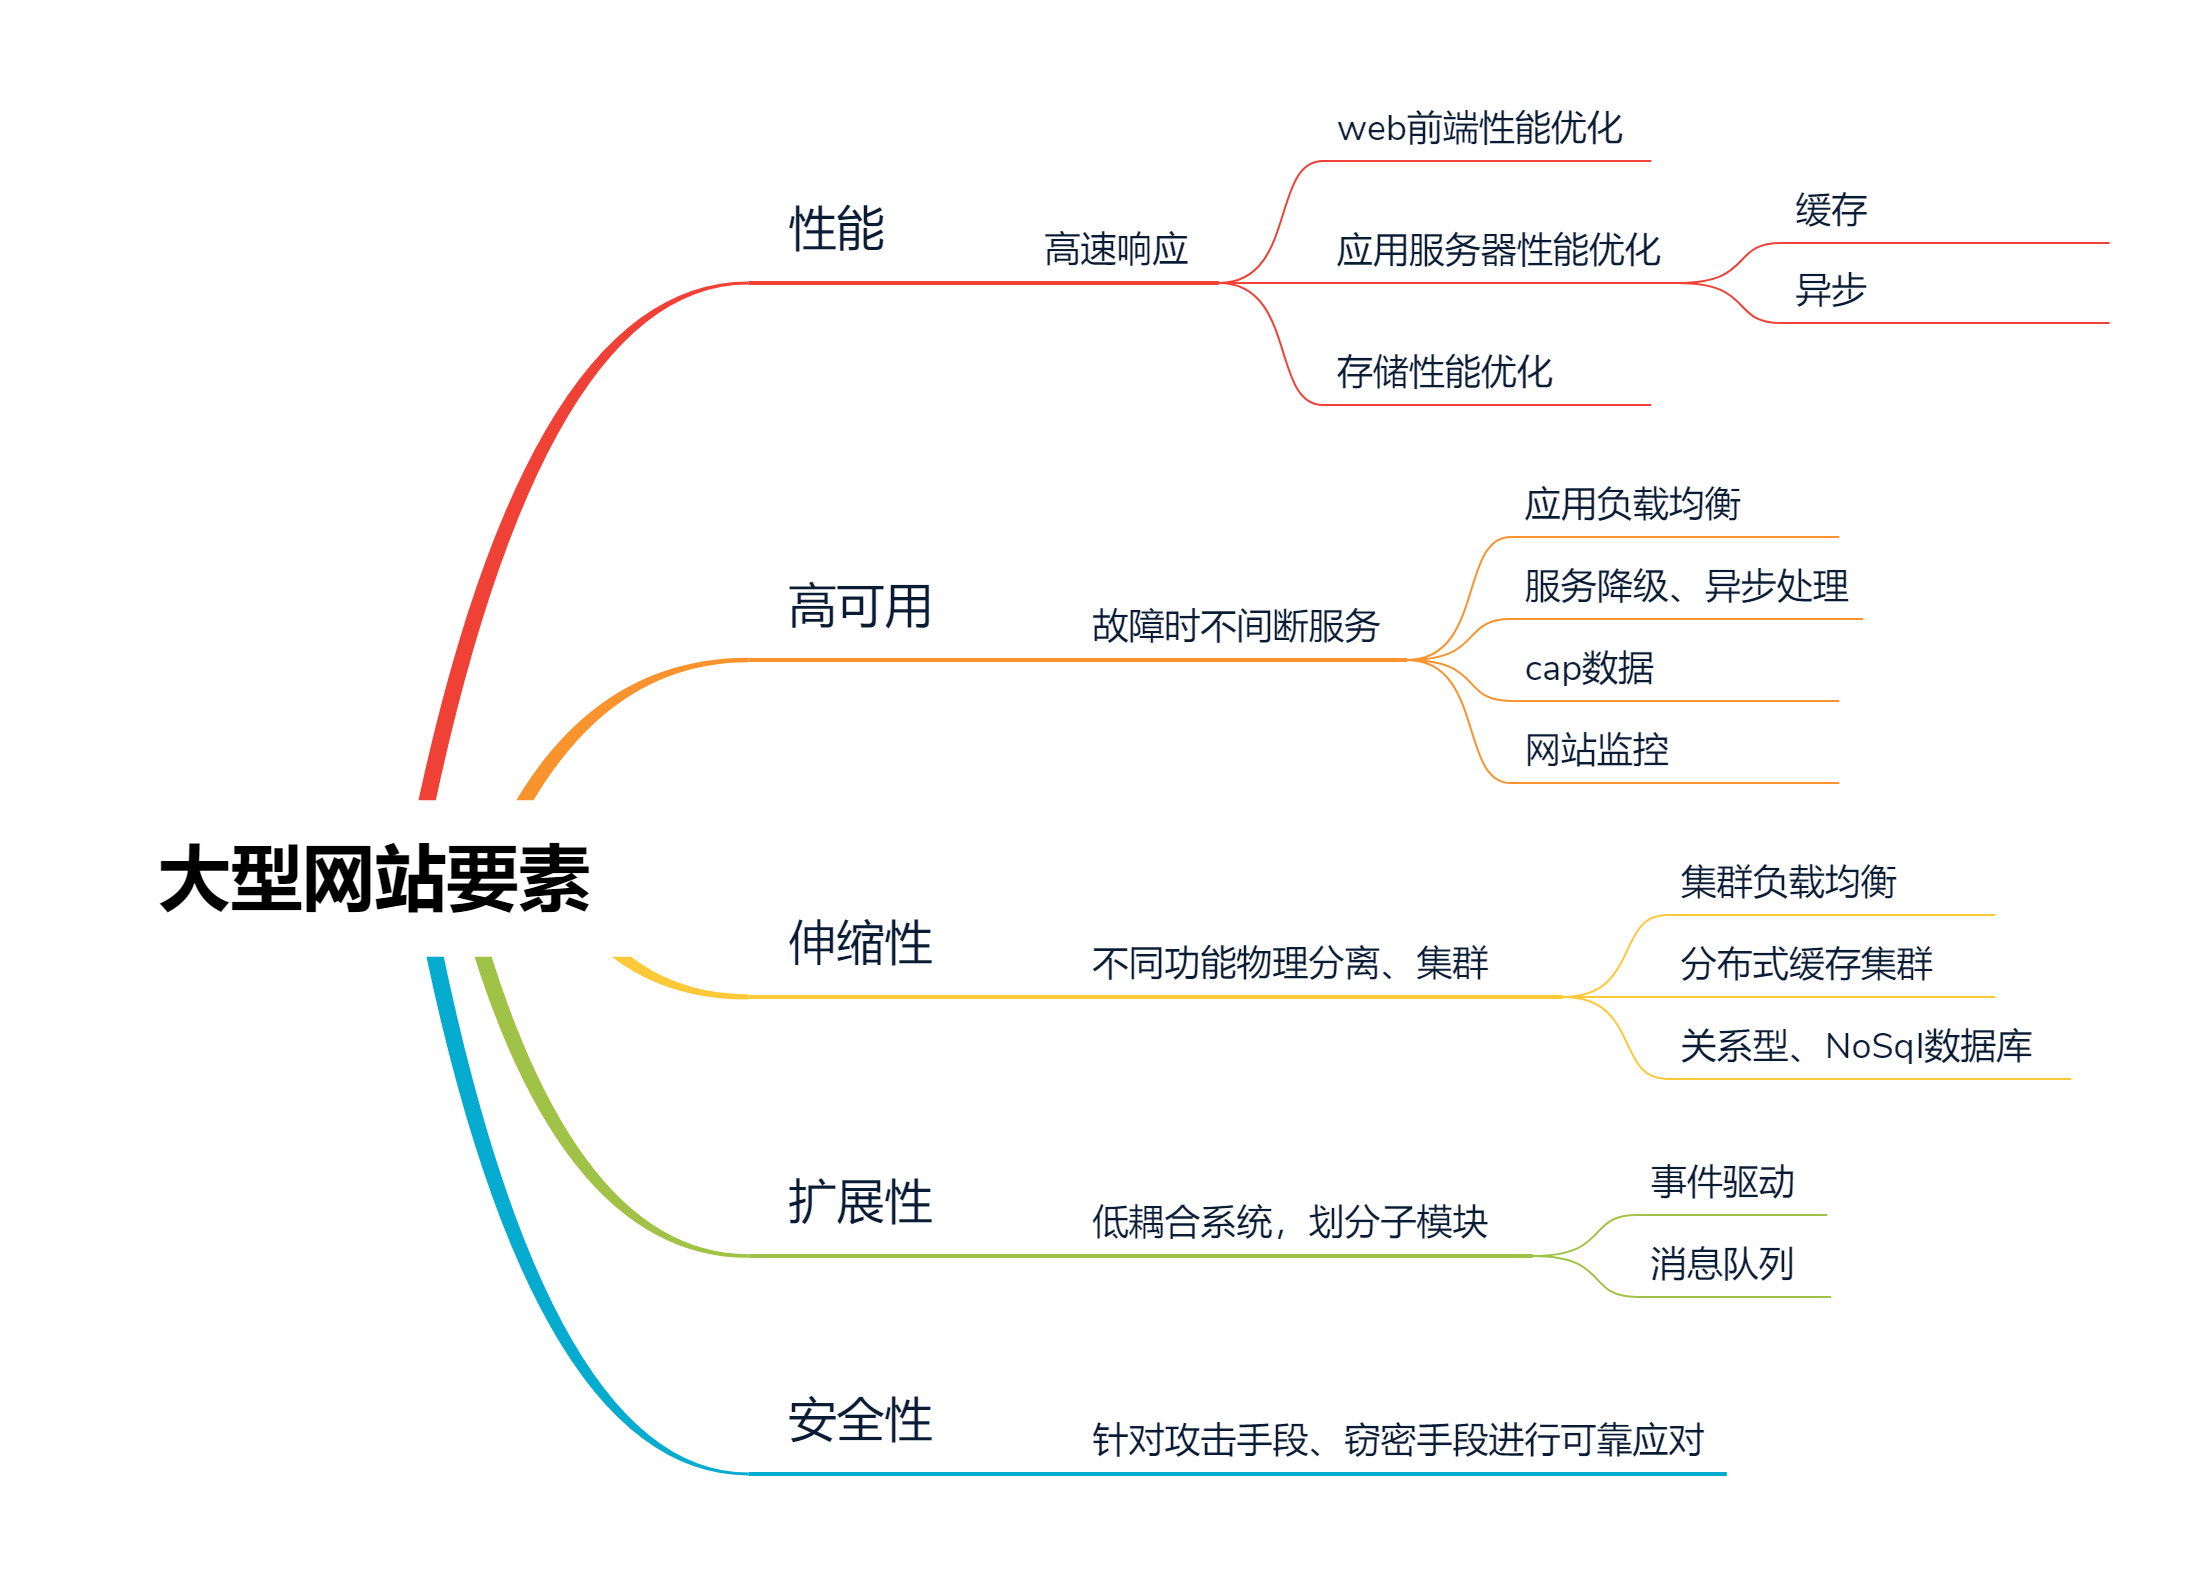 大型网站要素
性能
高速响应
web前端性能优化
应用服务器性能优化
缓存
异步
存储性能优化
高可用
故障时不间断服务
应用负载均衡
服务降级、异步处理
cap数据
网站监控
伸缩性
不同功能物理分离、集群
集群负载均衡
分布式缓存集群
关系型、NoSql数据库
扩展性
低耦合系统，划分子模块
事件驱动
消息队列
安全性
针对攻击手段、窃密手段进行可靠应对